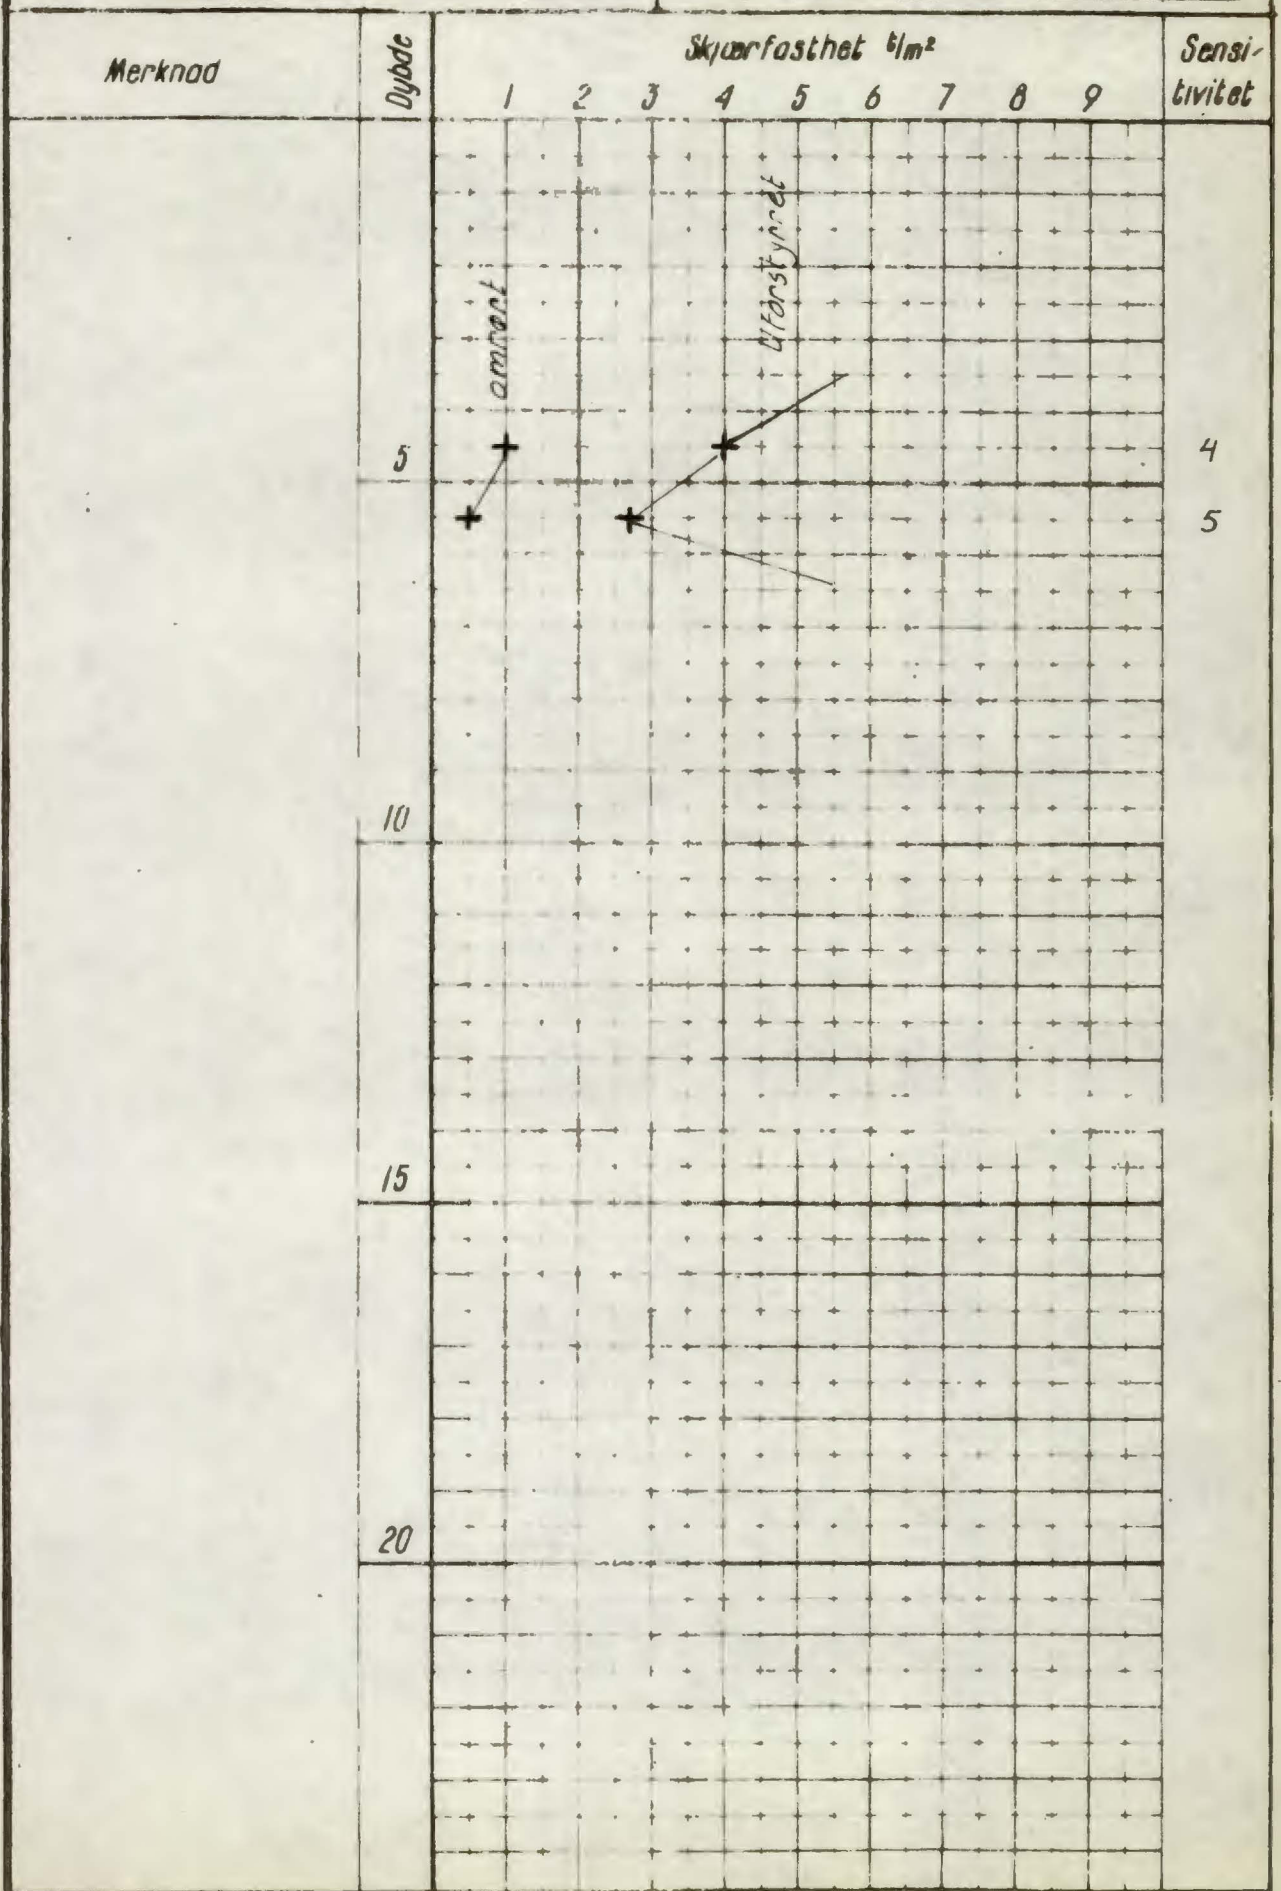 Merknad
Dybde
Skjærfasthet t/m²
Sensi-
tivitet
1 2 3 4 5 6 7 8 9
omrørt
Uforstyrret
5
4
5
10
15
20